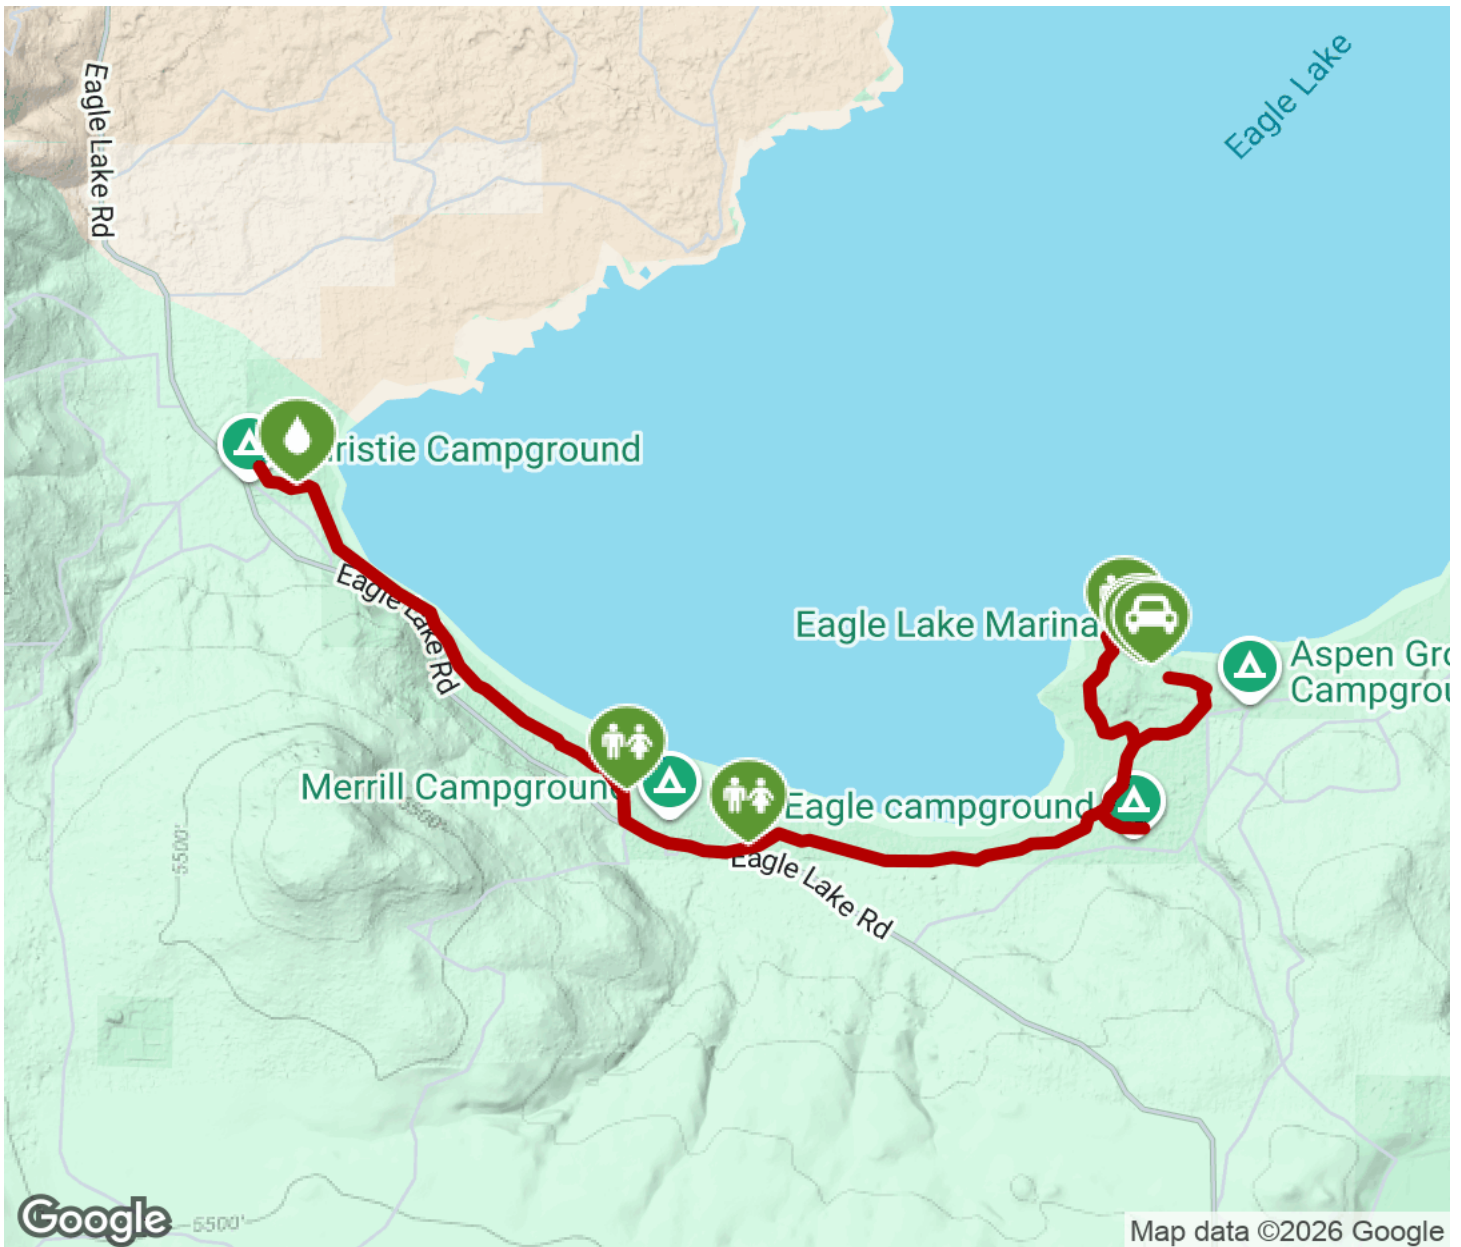 Eagle Lake
Eagle Lake Rd
ristie Campground
Eagle Lake Rd
Eagle Lake Marina
Aspen Gro
Campgrou
Merrill Campground
Eagle campground
5500'
5500'
Eagle Lake Rd
5500'
Google
Map data ©2026 Google